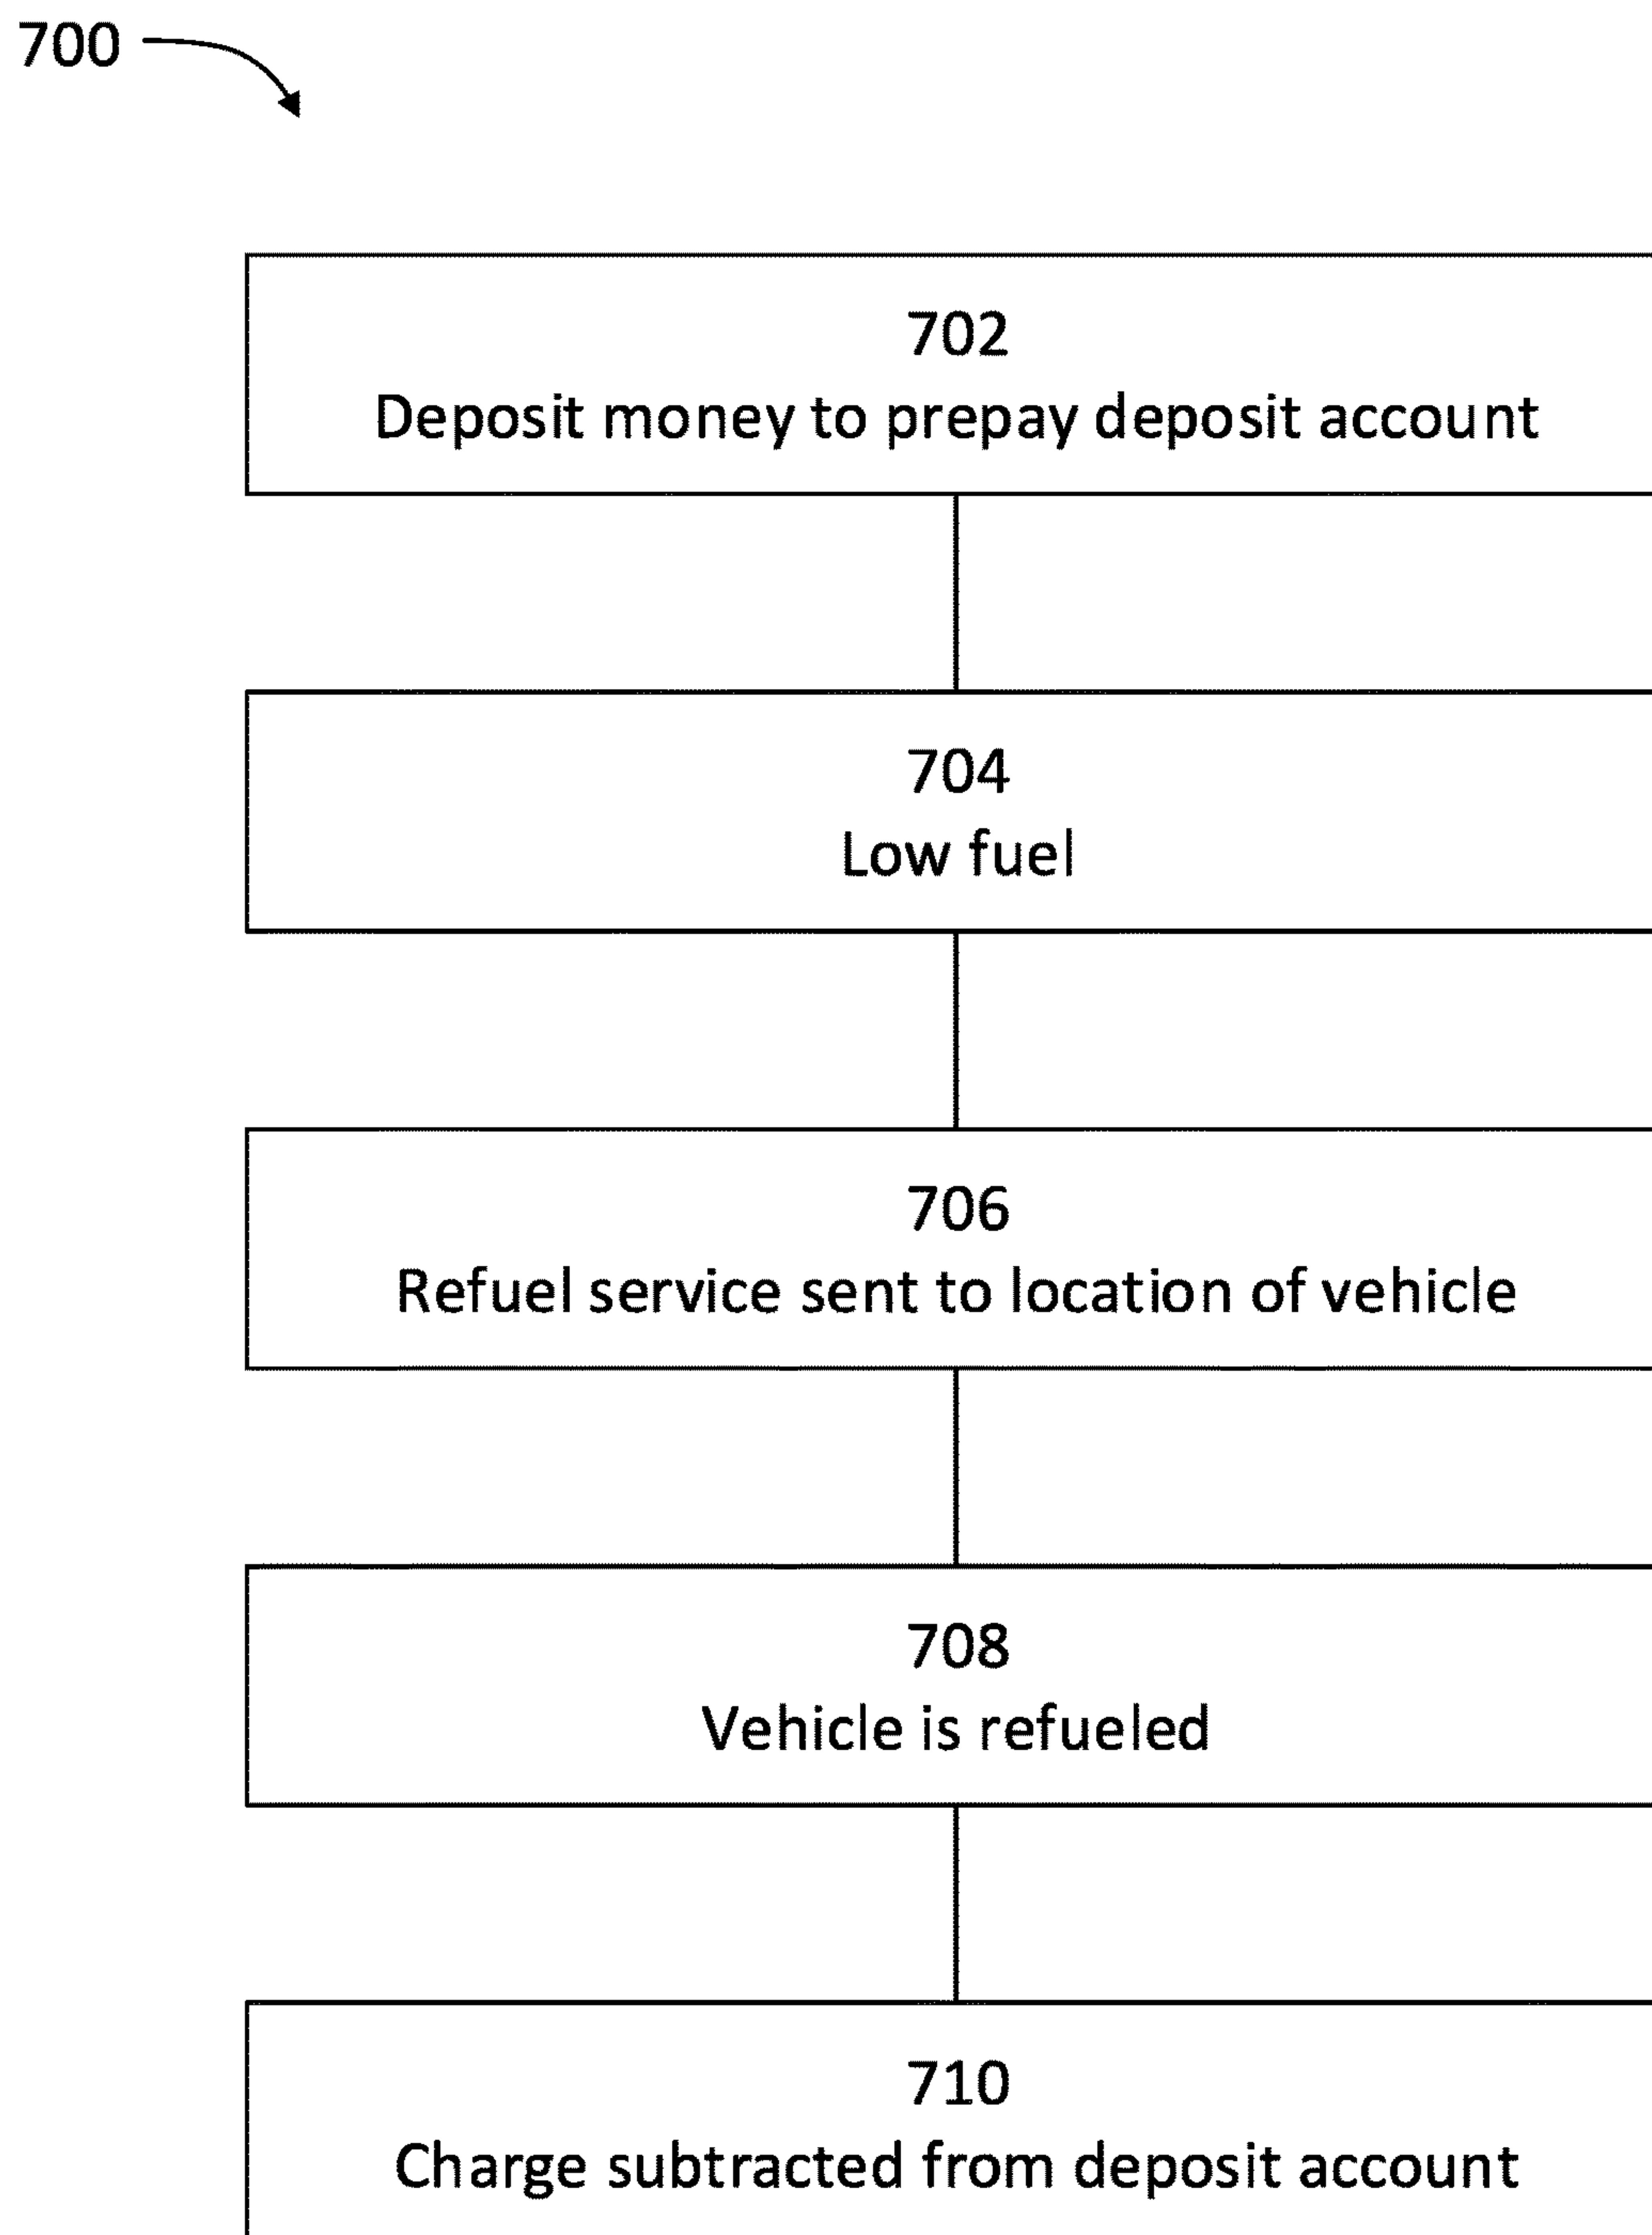 700
702
Deposit money to prepay deposit account
704
Low fuel
706
Refuel service sent to location of vehicle
708
Vehicle is refueled
710
Charge subtracted from deposit account